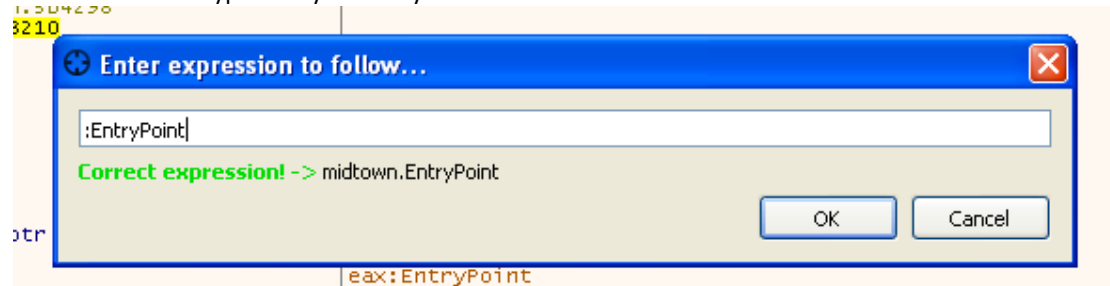 3210
Enter expression to follow...
:EntryPoint
Correct expression! -> midtown.EntryPoint
OK Cancel
ptr
eax:EntryPoint